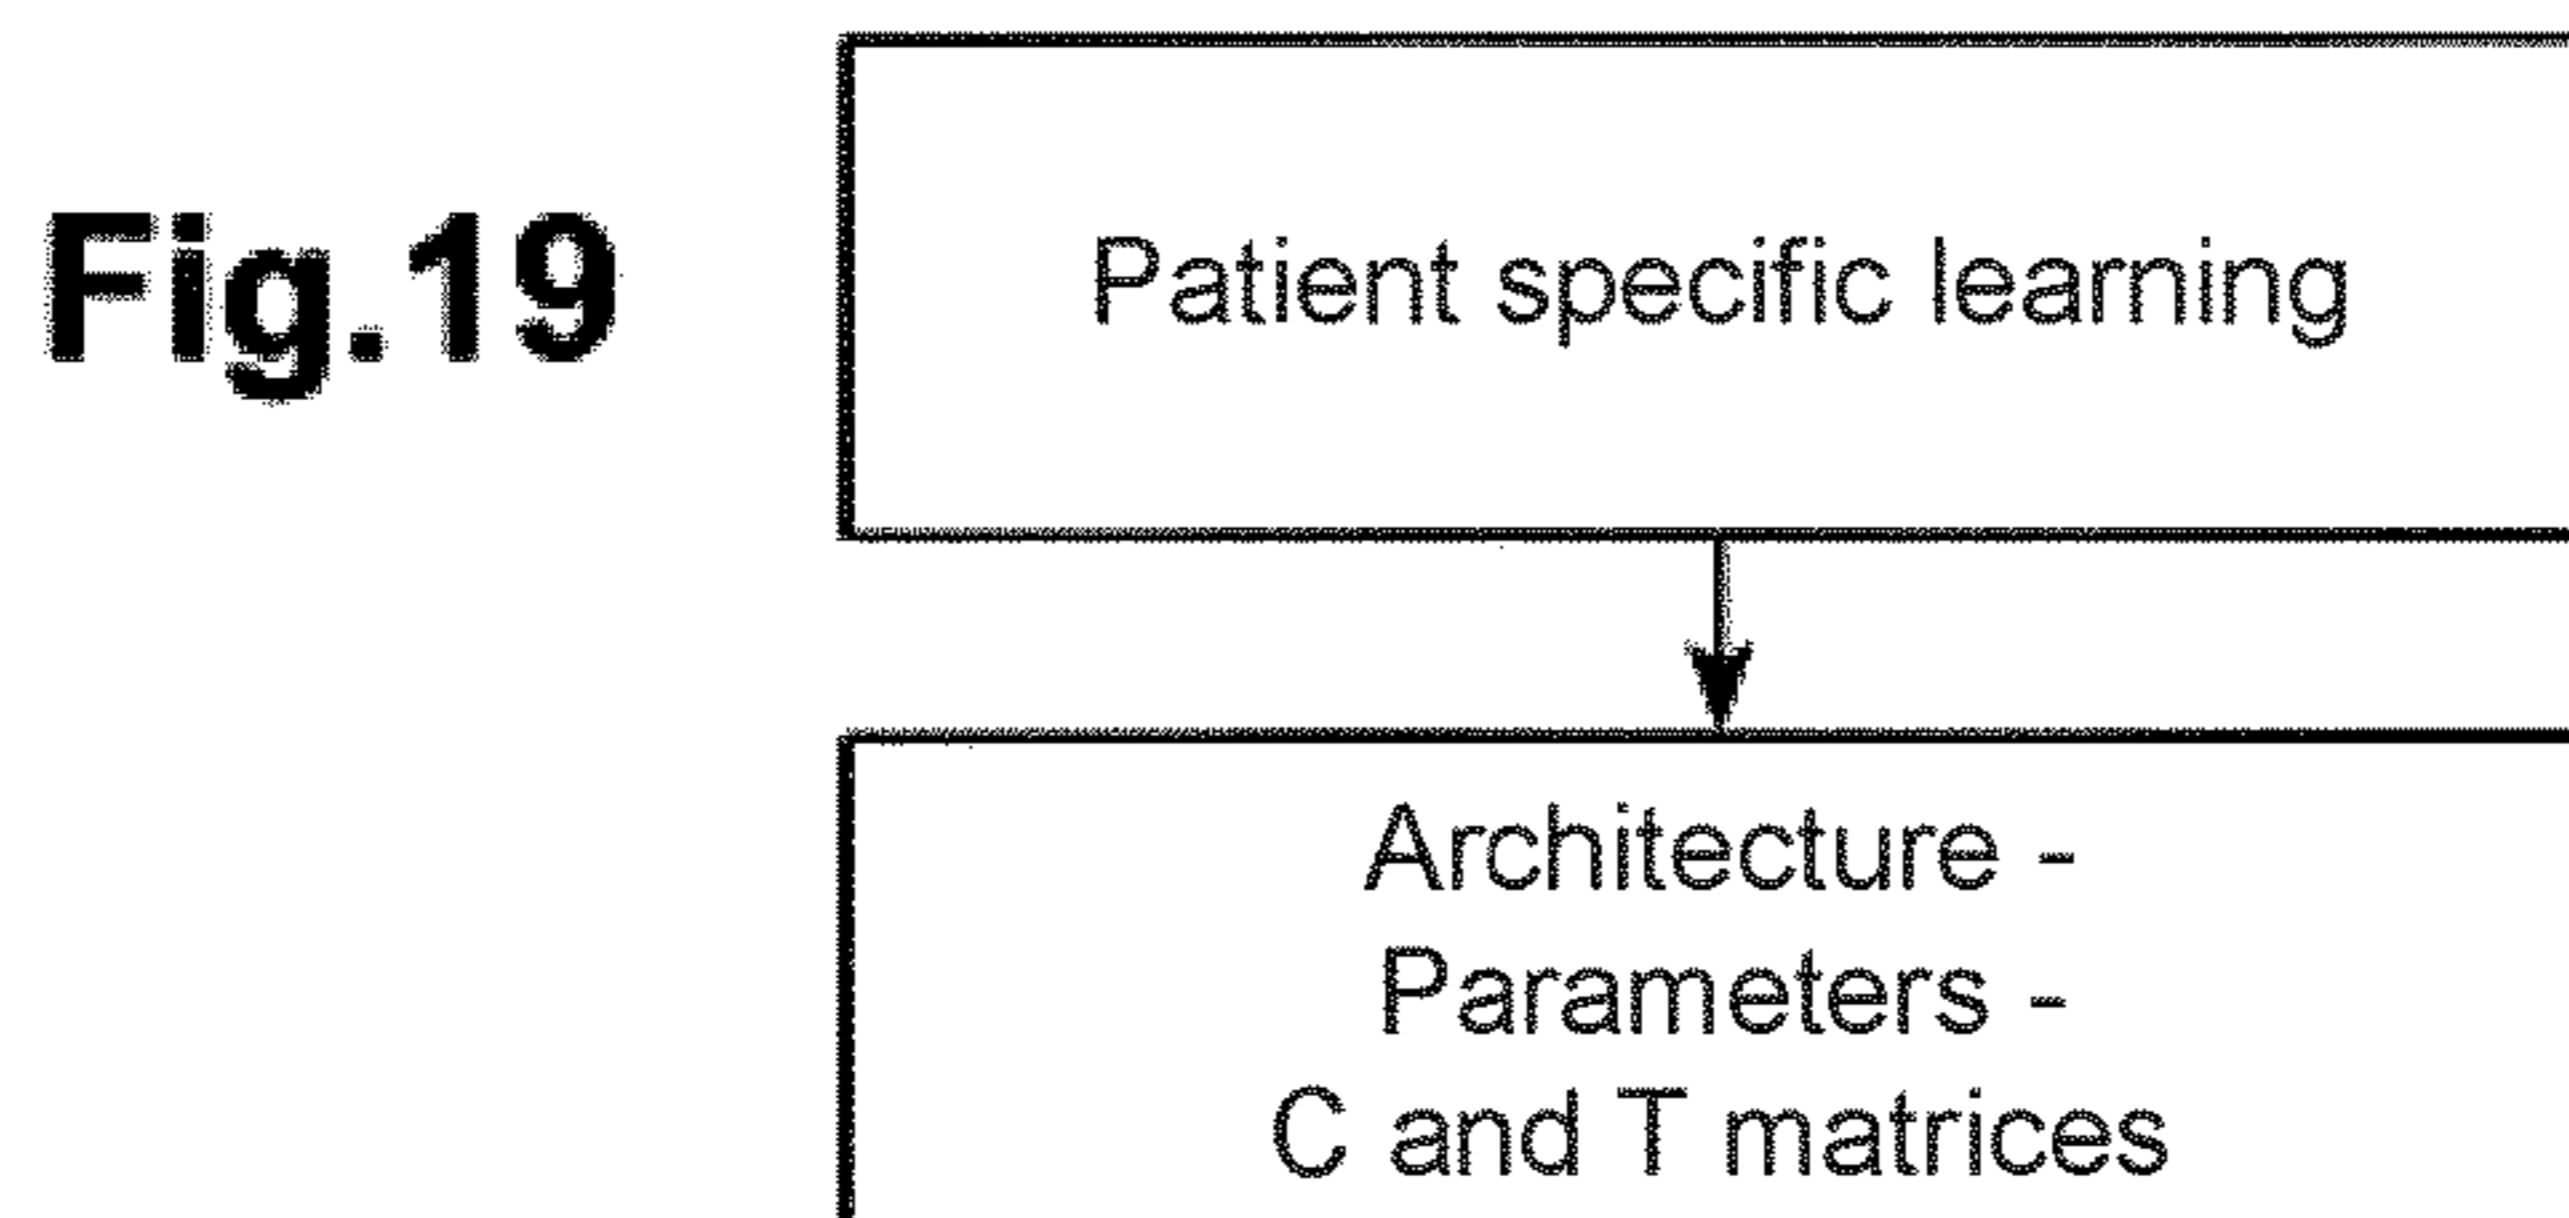 Fig.19
Patient specific learning
Architecture -
Parameters -
C and T matrices